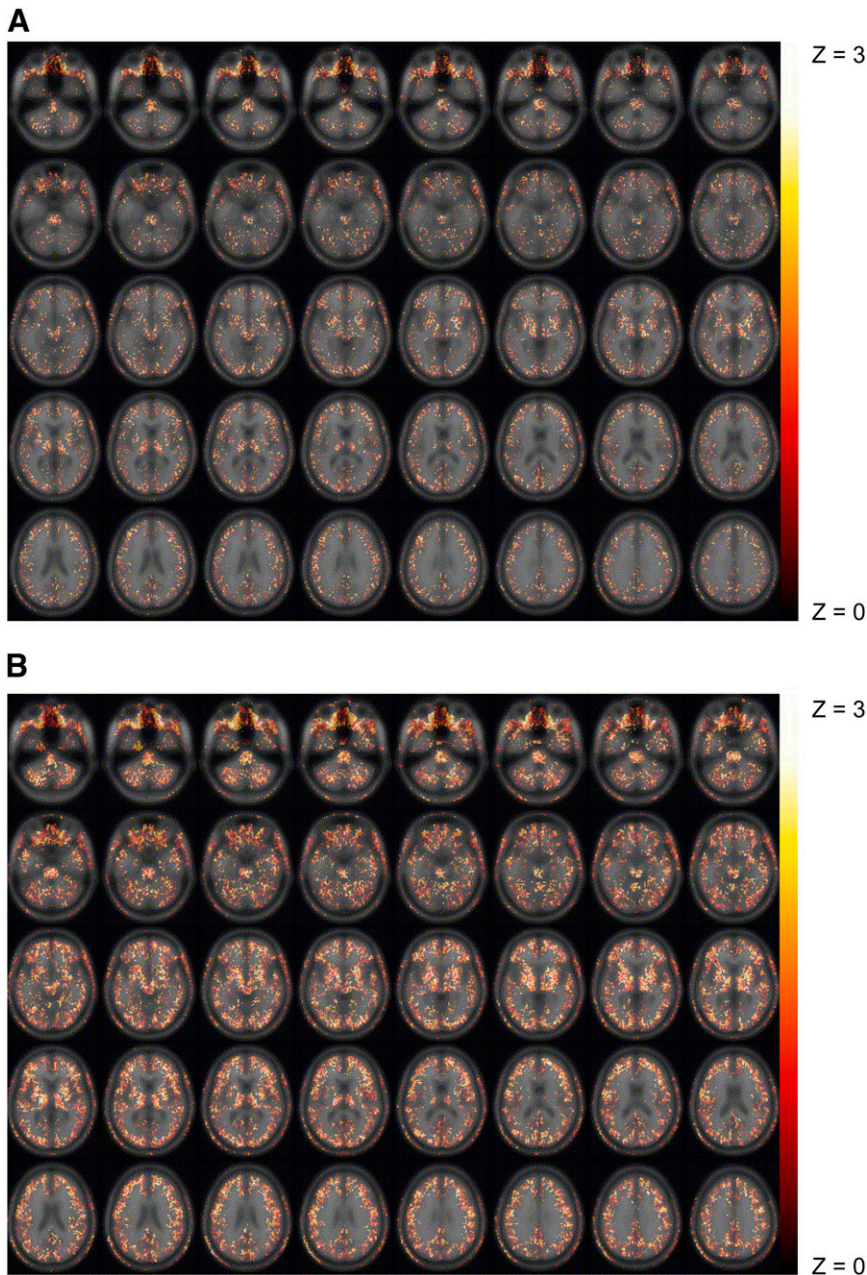 A
Z = 3
Z = 0
B
Z = 3
Z = 0